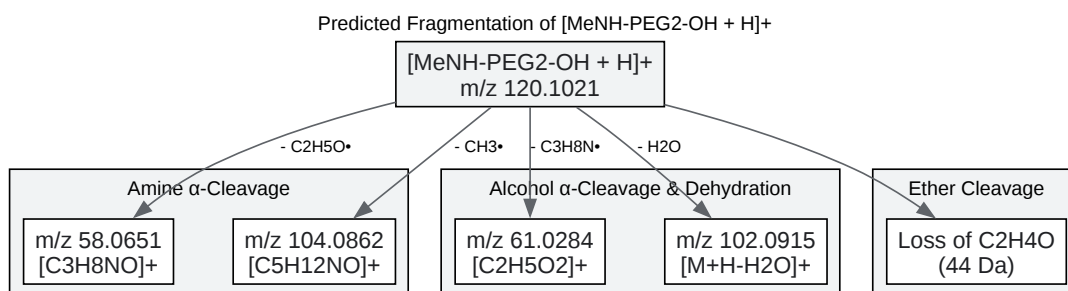 Predicted Fragmentation of [MeNH-PEG2-OH + H]+
[MeNH-PEG2-OH + H]+
m/z 120.1021
- C2H5O•
- CH3•
- C3H8N•
- H2O
Amine α-Cleavage
Alcohol α-Cleavage & Dehydration
Ether Cleavage
m/z 58.0651
[C3H8NO]+
m/z 104.0862
[C5H12NO]+
m/z 61.0284
[C2H5O2]+
m/z 102.0915
[M+H-H2O]+
Loss of C2H4O
(44 Da)